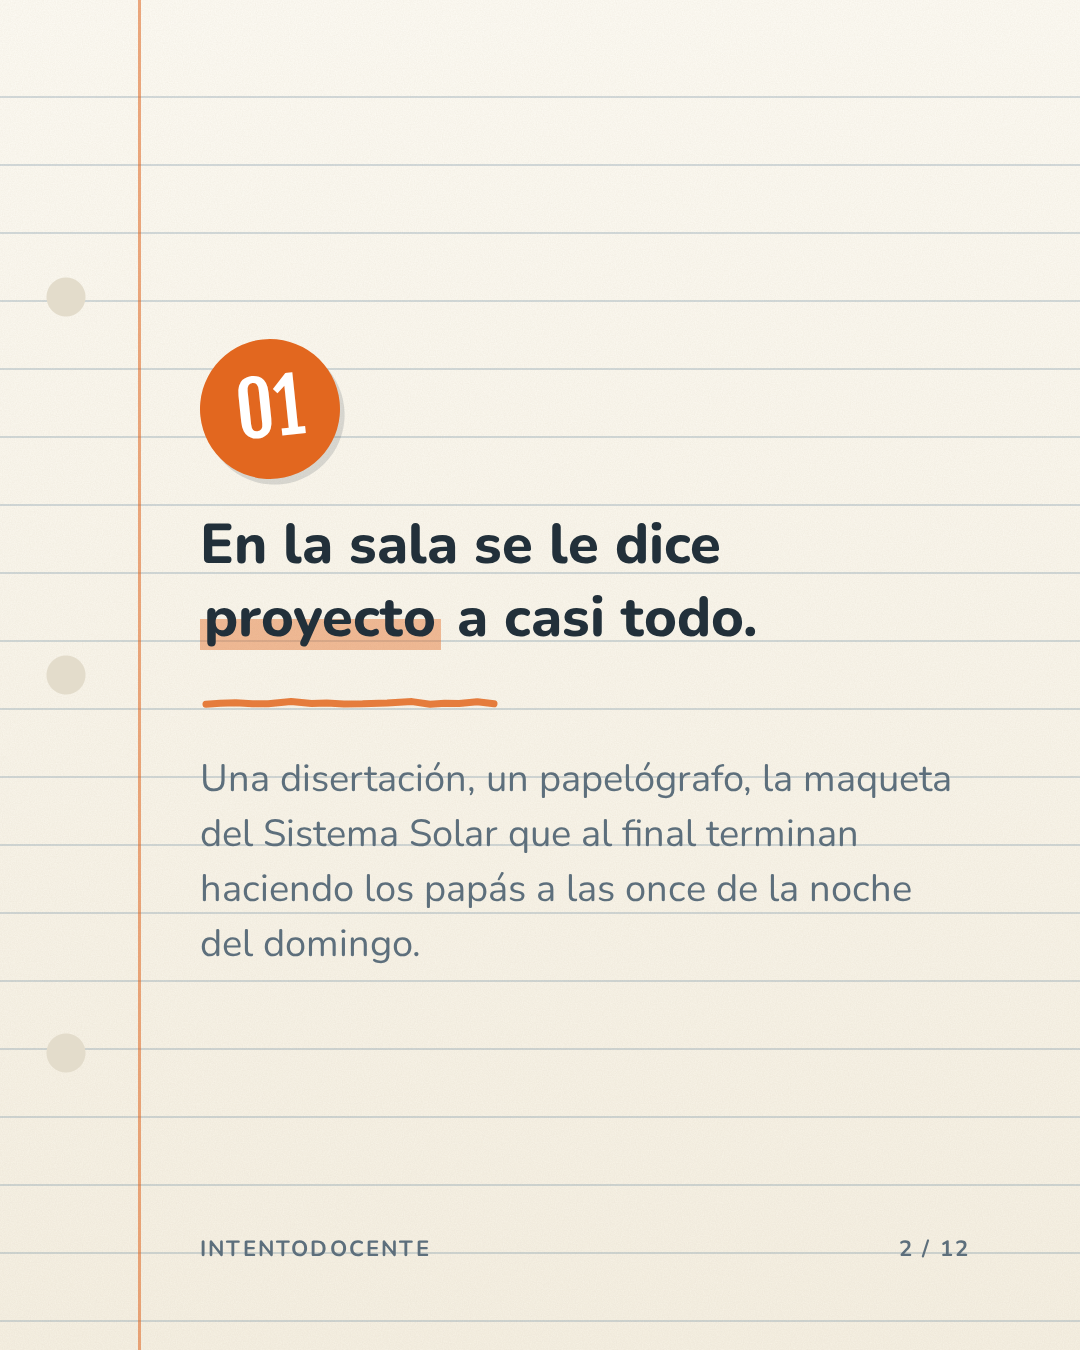 01
En la sala se le dice
proyecto a casi todo.
Una disertación, un papelógrafo, la maqueta
del Sistema Solar que al final terminan
haciendo los papás a las once de la noche
del domingo.
INTENTODOCENTE
2 / 12